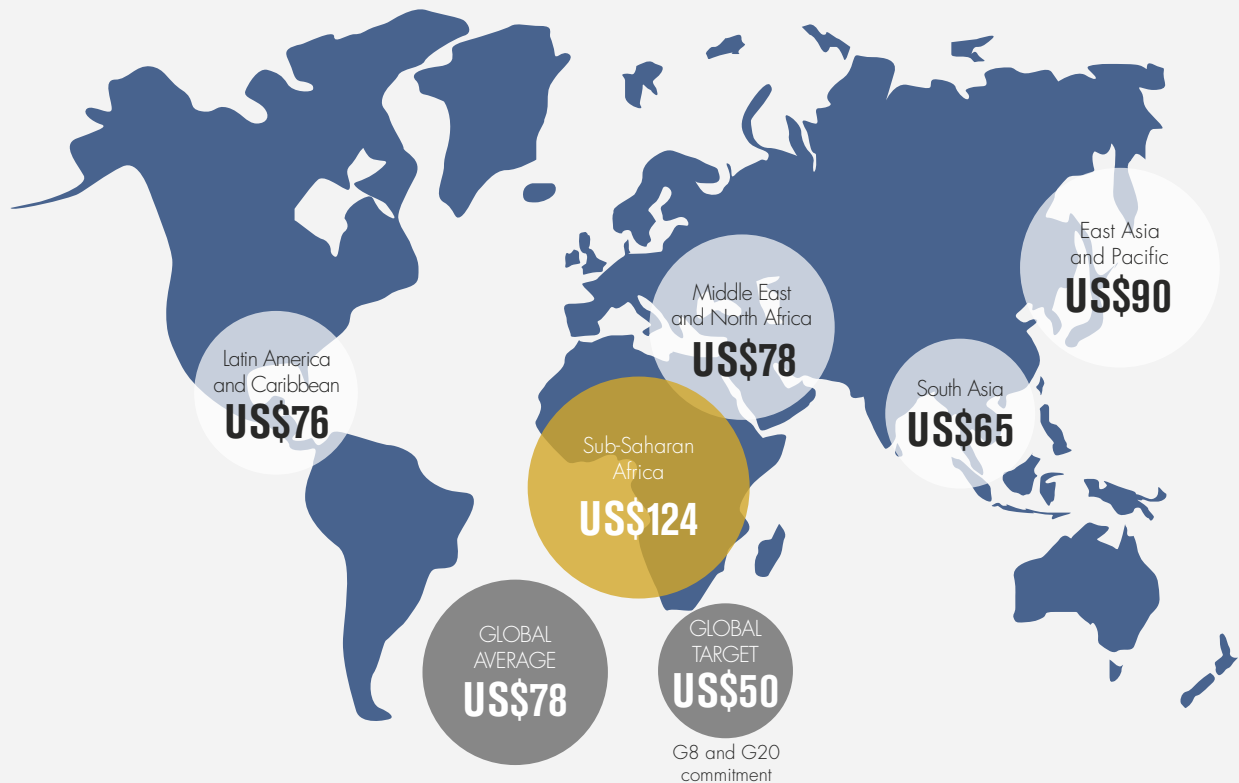 East Asia
and Pacific
US$90
Middle East
and North Africa
US$78
Latin America
and Caribbean
US$76
South Asia
US$65
Sub-Saharan
Africa
US$124
GLOBAL
AVERAGE
US$78
GLOBAL
TARGET
US$50
G8 and G20
commitment